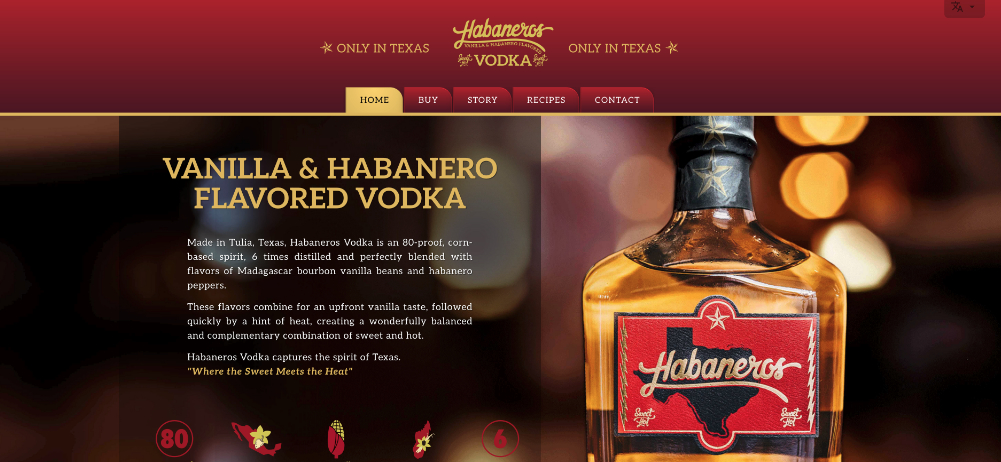 ONLY IN TEXAS
Habaneros
VANILLA & HABANERO FLAVORED
Sweet Hot VODKA Sweet Hot
ONLY IN TEXAS
HOME BUY STORY RECIPES CONTACT
VANILLA & HABANERO
FLAVORED VODKA
Made in Tulia, Texas, Habaneros Vodka is an 80-proof, corn-
based spirit, 6 times distilled and perfectly blended with
flavors of Madagascar bourbon vanilla beans and habanero
peppers.
These flavors combine for an upfront vanilla taste, followed
quickly by a hint of heat, creating a wonderfully balanced
and complementary combination of sweet and hot.
Habaneros Vodka captures the spirit of Texas.
"Where the Sweet Meets the Heat"
80
6
Habaneros
Sweet Hot
Sweet Hot